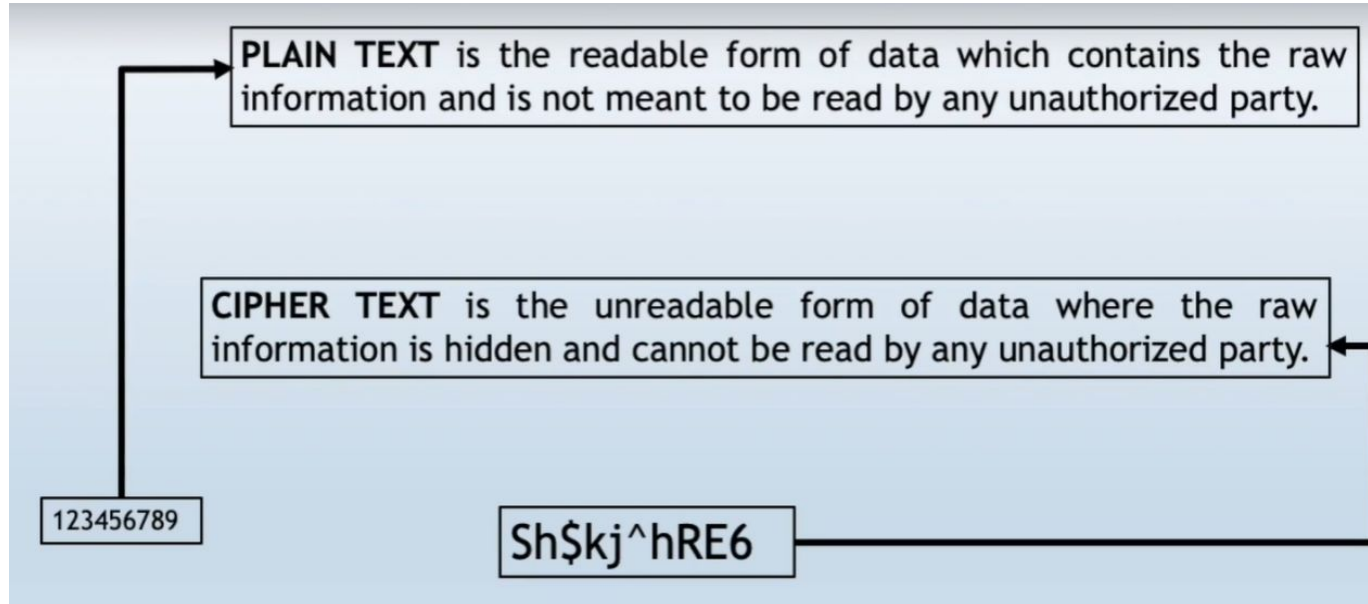 PLAIN TEXT is the readable form of data which contains the raw
information and is not meant to be read by any unauthorized party.
CIPHER TEXT is the unreadable form of data where the raw
information is hidden and cannot be read by any unauthorized party.
123456789
Sh$kj^hRE6